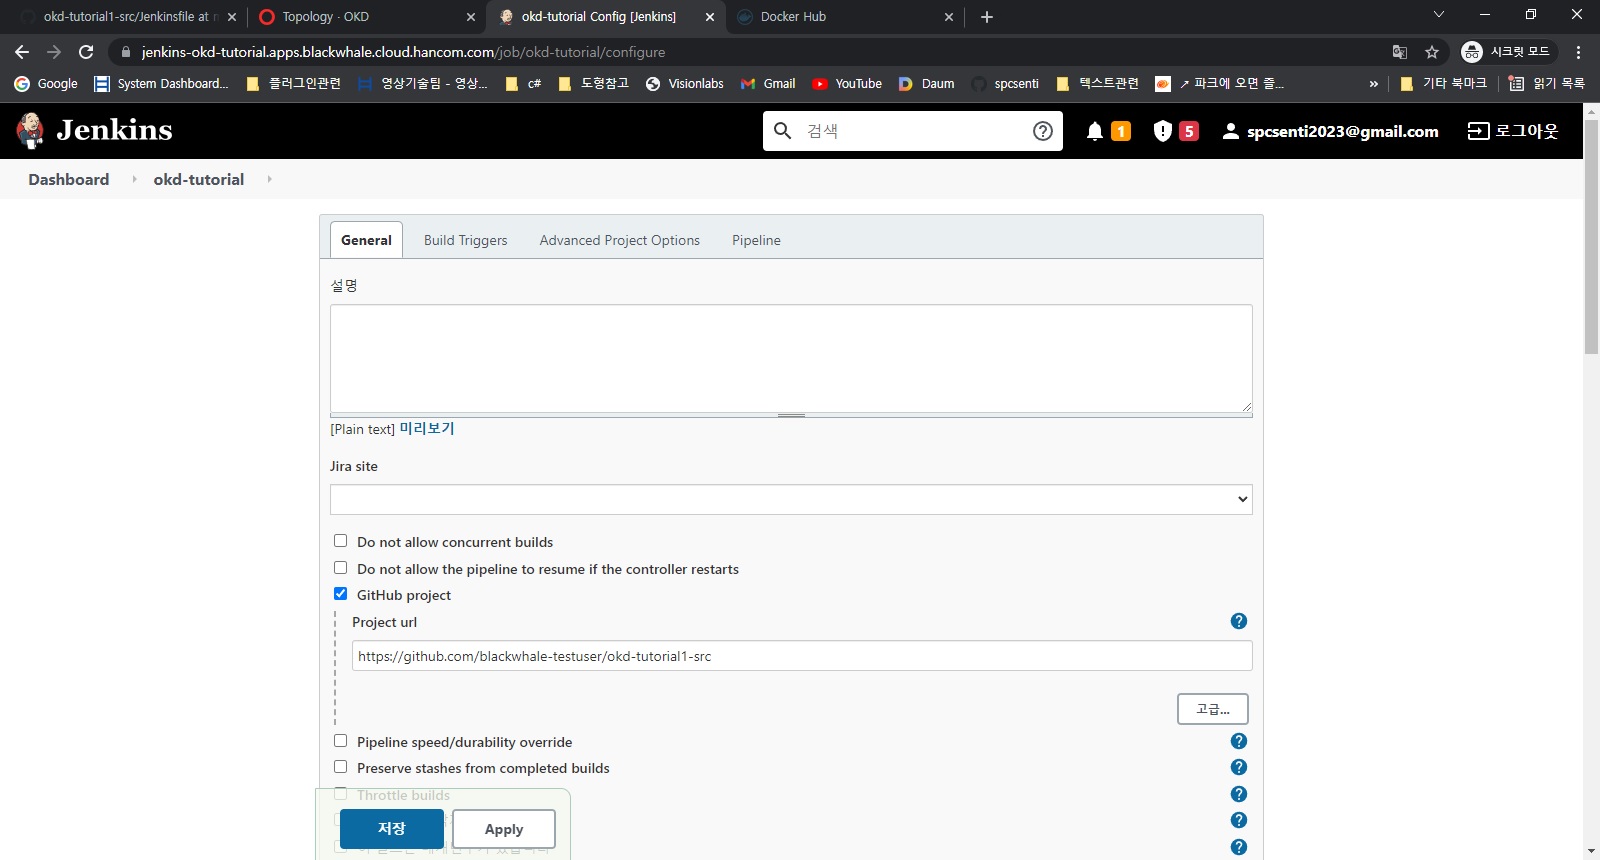 okd-tutorial1-src/Jenkinsfile at
Topology · OKD
okd-tutorial Config [Jenkins]
Docker Hub
jenkins-okd-tutorial.apps.blackwhale.cloud.hancom.com/job/okd-tutorial/configure
시크릿 모드
Google
System Dashboard...
플러그인관련
영상기술팀 - 영상...
c#
도형참고
Visionlabs
Gmail
YouTube
Daum
spcsenti
텍스트관련
↗ 파크에 오면 즐...
»
기타 북마크
읽기 목록
Jenkins
검색
1
5
spcsenti2023@gmail.com
로그아웃
Dashboard
okd-tutorial
General
Build Triggers
Advanced Project Options
Pipeline
설명
[Plain text] 미리보기
Jira site
Do not allow concurrent builds
Do not allow the pipeline to resume if the controller restarts
GitHub project
Project url
https://github.com/blackwhale-testuser/okd-tutorial1-src
고급...
Pipeline speed/durability override
Preserve stashes from completed builds
Throttle builds
저장
Apply